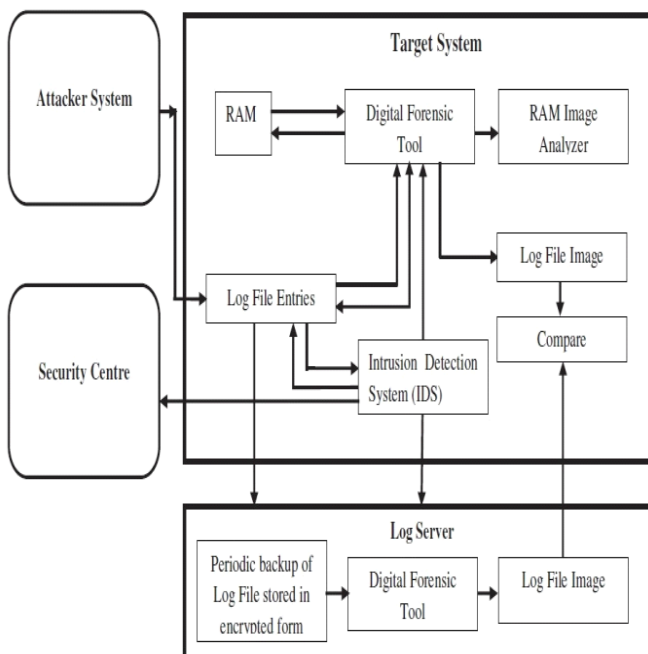 Target System
Attacker System
RAM
Digital Forensic
Tool
RAM Image
Analyzer
Log File Image
Log File Entries
Compare
Security Centre
Intrusion Detection
System (IDS)
Log Server
Periodic backup of
Log File stored in
encrypted form
Digital Forensic
Tool
Log File Image